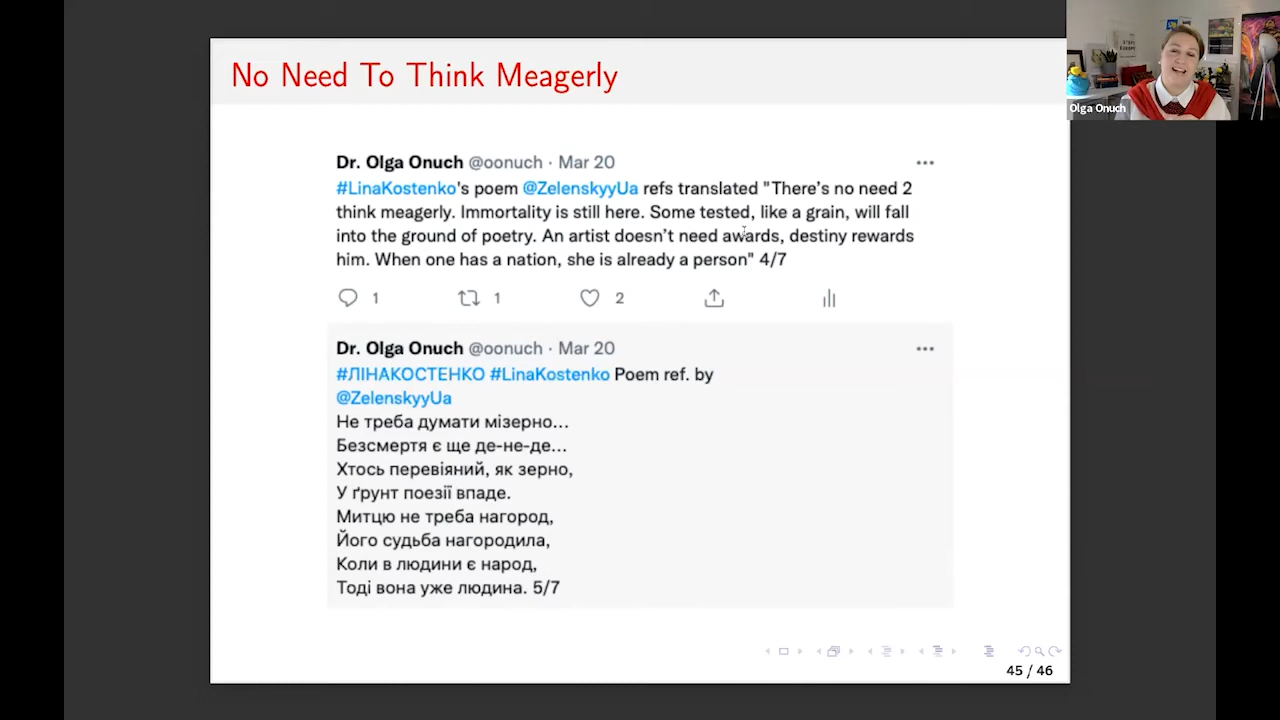 No Need To Think Meagerly
Olga Onuch
Dr. Olga Onuch @oonuch · Mar 20
#LinaKostenko's poem @ZelenskyyUa refs translated "There's no need 2
think meagerly. Immortality is still here. Some tested, like a grain, will fall
into the ground of poetry. An artist doesn't need awards, destiny rewards
him. When one has a nation, she is already a person" 4/7
1 1 2
Dr. Olga Onuch @oonuch · Mar 20
#ЛІНАКОСТЕНКО #LinaKostenko Poem ref. by
@ZelenskyyUa
Не треба думати мізерно...
Безсмертя є ще де-не-де...
Хтось перевіяний, як зерно,
У ґрунт поезії впаде.
Митцю не треба нагород,
Його судьба нагородила,
Коли в людини є народ,
Тоді вона уже людина. 5/7
45 / 46